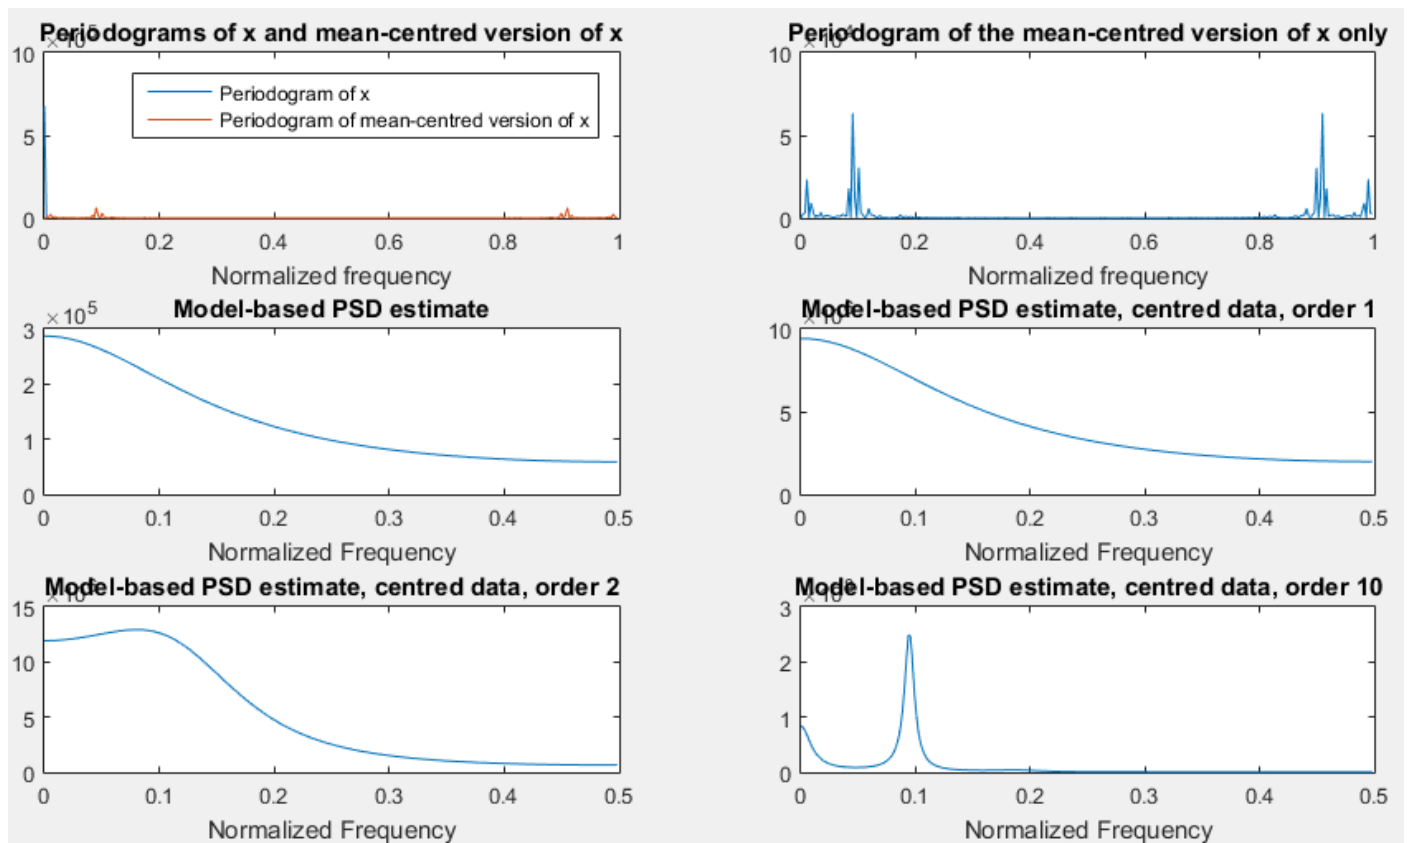 Periodograms of x and mean-centred version of x
10
5
0
Periodogram of x
Periodogram of mean-centred version of x
0 0.2 0.4 0.6 0.8 1
Normalized frequency
Periodogram of the mean-centred version of x only
10
5
0
0 0.2 0.4 0.6 0.8 1
Normalized frequency
Model-based PSD estimate
×10^5
3
2
1
0
0 0.1 0.2 0.3 0.4 0.5
Normalized Frequency
Model-based PSD estimate, centred data, order 1
10
5
0
0 0.1 0.2 0.3 0.4 0.5
Normalized Frequency
Model-based PSD estimate, centred data, order 2
15
10
5
0
0 0.1 0.2 0.3 0.4 0.5
Normalized Frequency
Model-based PSD estimate, centred data, order 10
3
2
1
0
0 0.1 0.2 0.3 0.4 0.5
Normalized Frequency